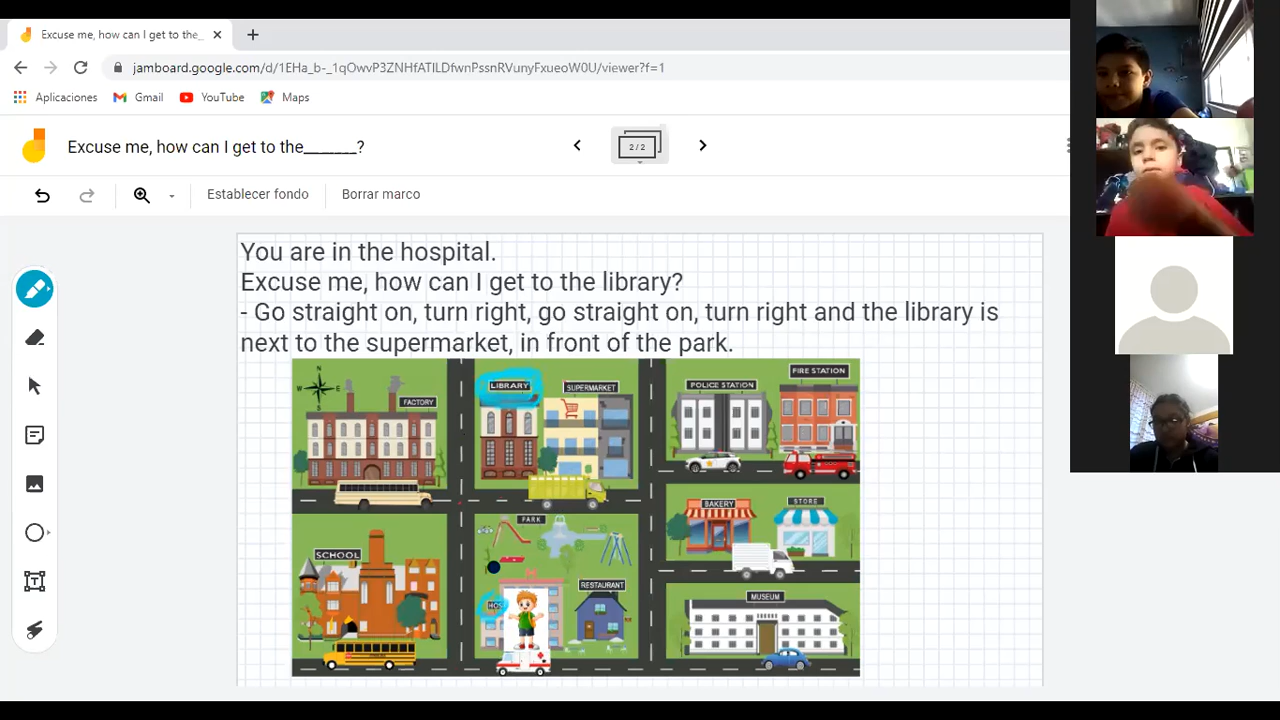 Excuse me, how can I get to the_
jamboard.google.com/d/1EHa_b-_1qOwvP3ZNHfATlLDfwnPssnRVunyFxueoW0U/viewer?f=1
Aplicaciones
Gmail
YouTube
Maps
Excuse me, how can I get to the_______?
2 / 2
Establecer fondo
Borrar marco
You are in the hospital.
Excuse me, how can I get to the library?
- Go straight on, turn right, go straight on, turn right and the library is
next to the supermarket, in front of the park.
N
W E
S
FACTORY
LIBRARY
SUPERMARKET
POLICE STATION
FIRE STATION
SCHOOL
PARK
BAKERY
STORE
HOS
RESTAURANT
MUSEUM